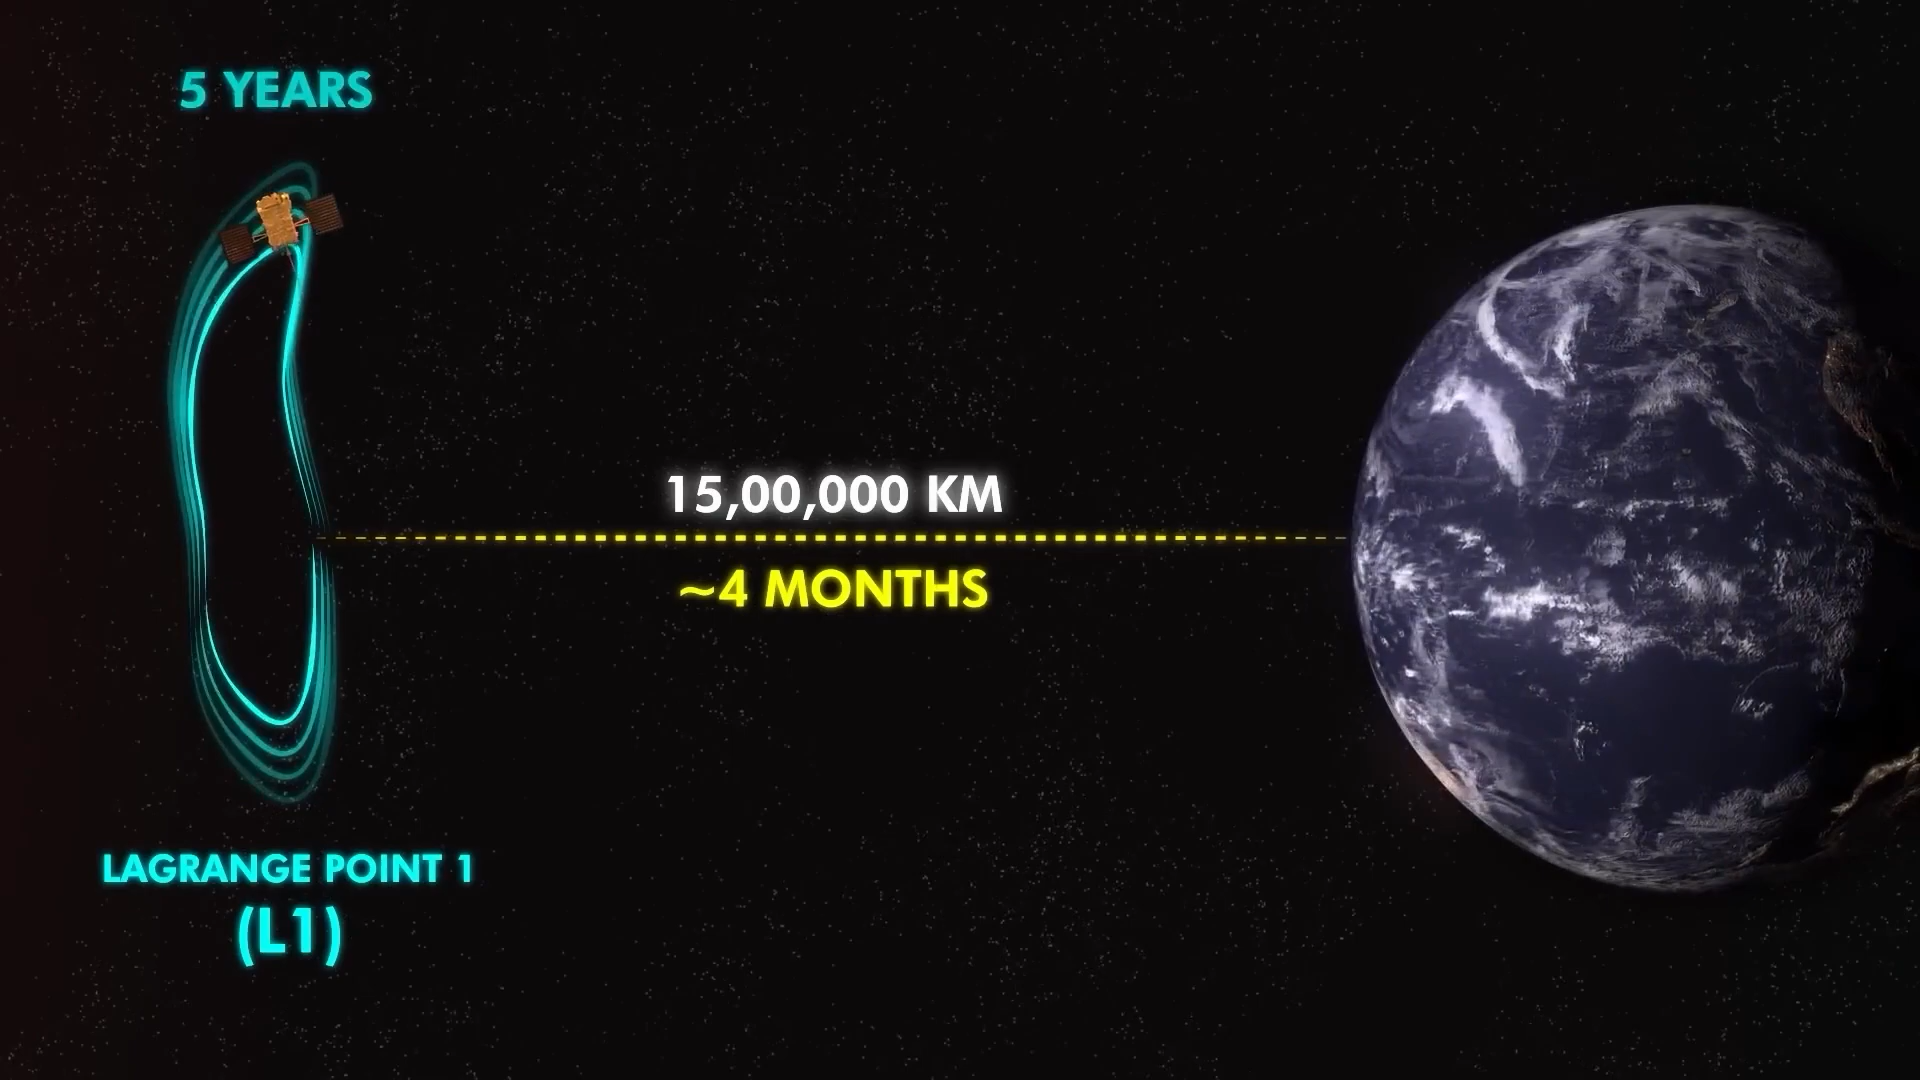 5 YEARS
15,00,000 KM
~4 MONTHS
LAGRANGE POINT 1
(L1)